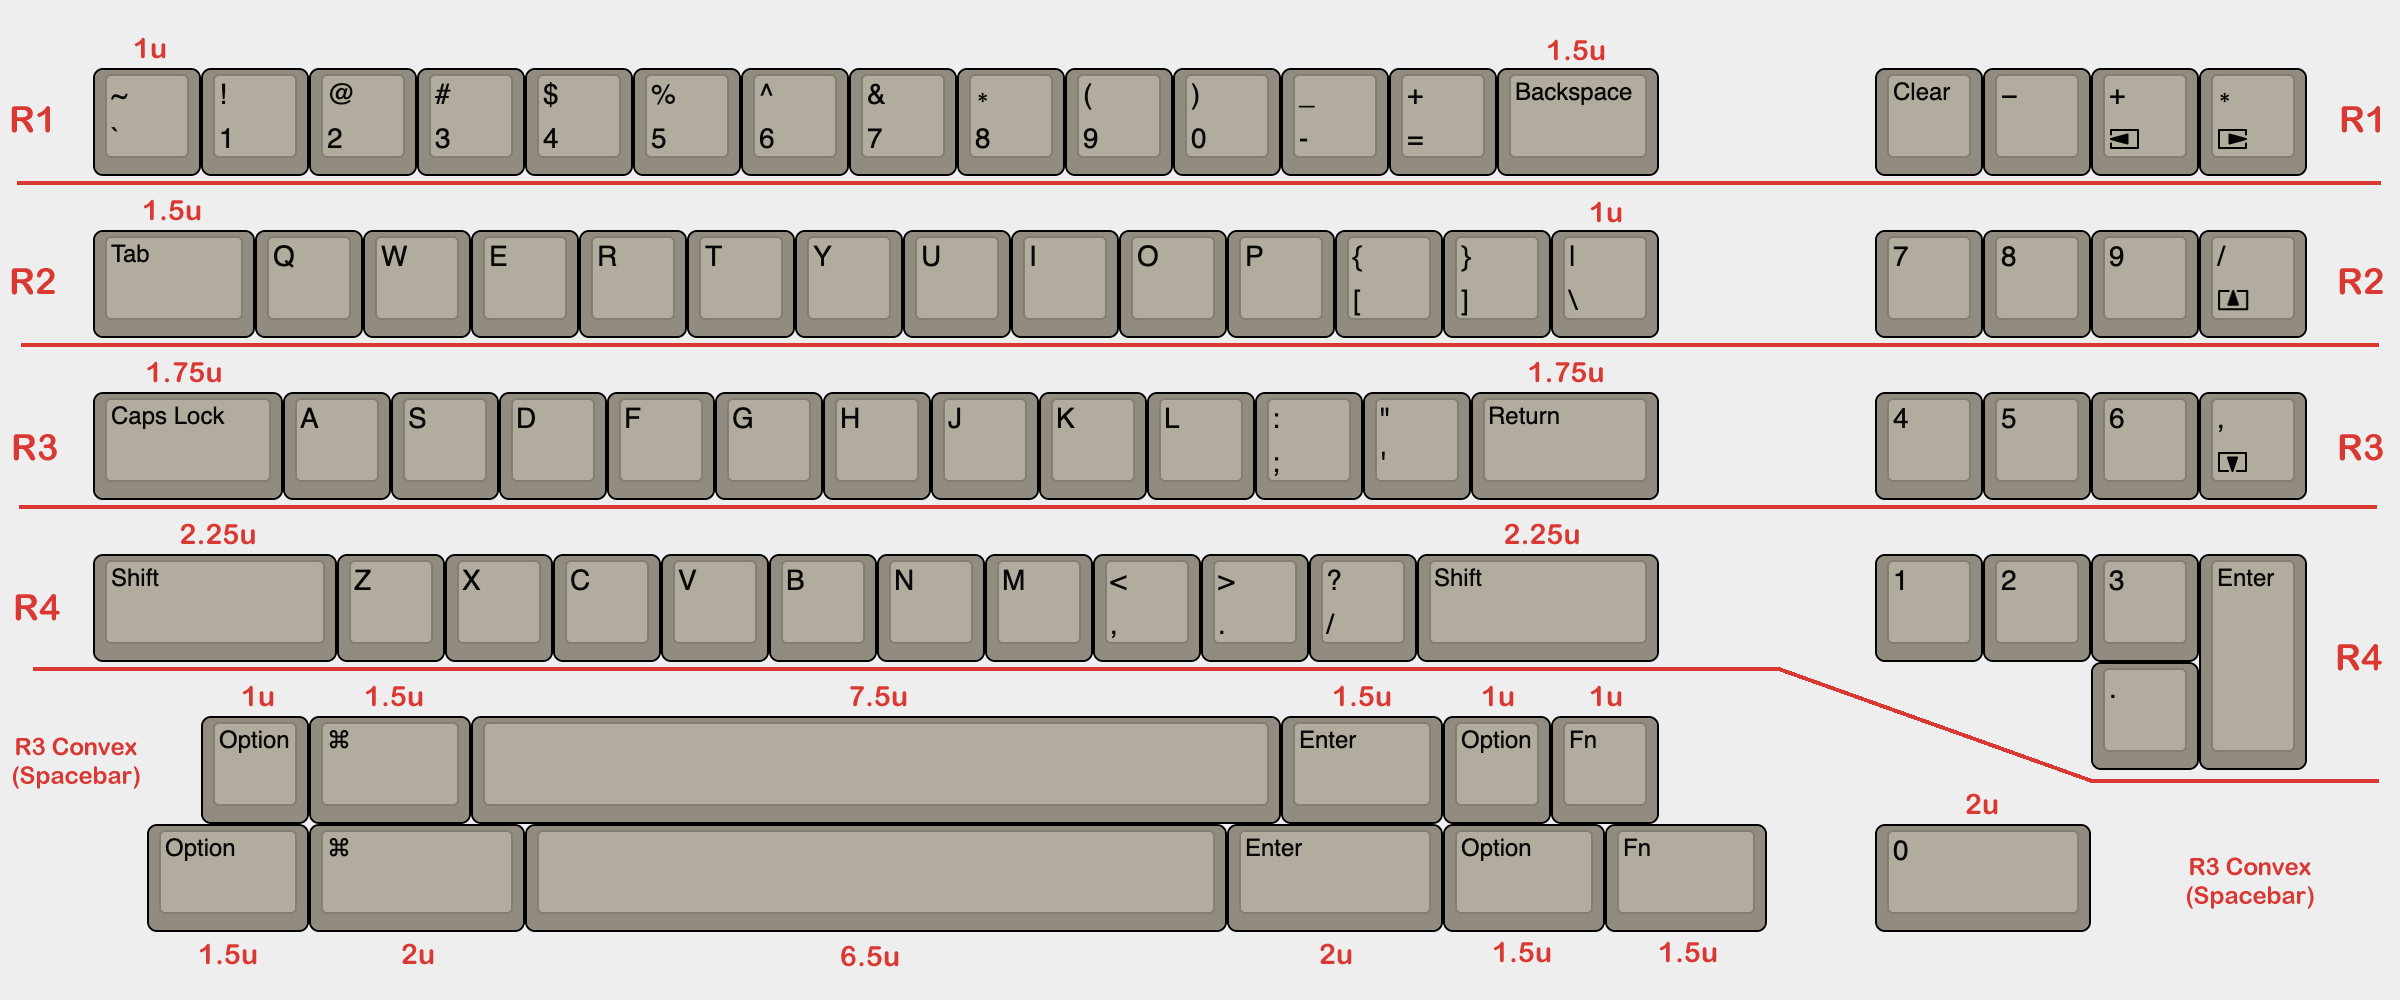 1u 1.5u
R1 ~ ! @ # $ % ^ & * ( ) _ + Backspace Clear − + * R1
` 1 2 3 4 5 6 7 8 9 0 - =
1.5u 1u
R2 Tab Q W E R T Y U I O P { } | 7 8 9 / R2
[ ] \
1.75u 1.75u
R3 Caps Lock A S D F G H J K L : " Return 4 5 6 , R3
; '
2.25u 2.25u
R4 Shift Z X C V B N M < > ? Shift 1 2 3 Enter R4
, . /
.
1u 1.5u 7.5u 1.5u 1u 1u
R3 Convex
(Spacebar)
Option ⌘ Enter Option Fn
2u
Option ⌘ Enter Option Fn 0
R3 Convex
(Spacebar)
1.5u 2u 6.5u 2u 1.5u 1.5u